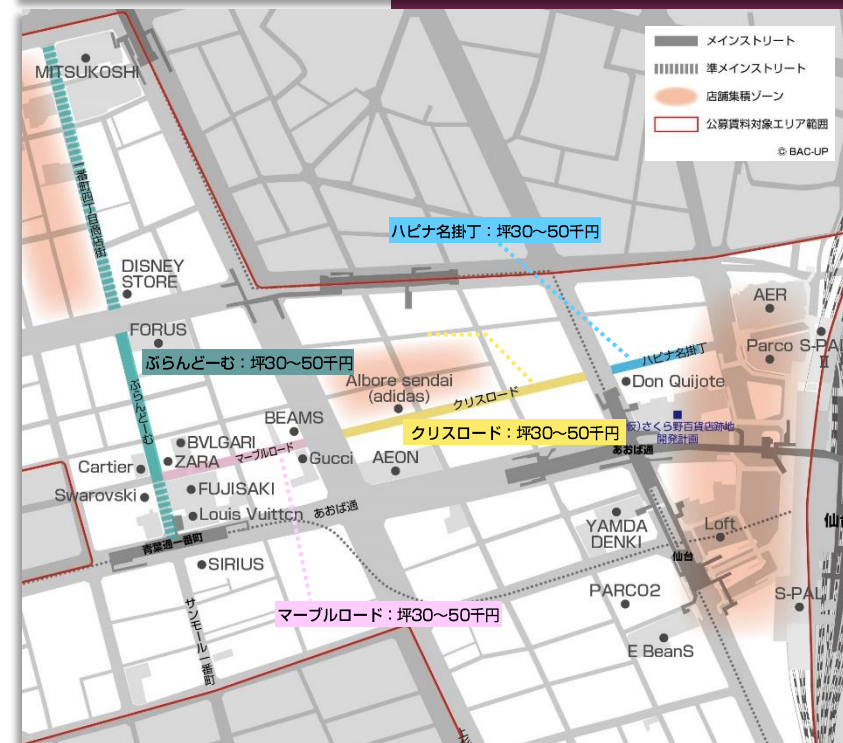 メインストリート
準メインストリート
店舗集積ゾーン
公募賃料対象エリア範囲
© BAC-UP
MITSUKOSHI
一番町四丁目商店街
ハピナ名掛丁：坪30～50千円
DISNEY
STORE
AER
FORUS
Parco
S-PAL
II
ハピナ名掛丁
ぶらんどーむ：坪30～50千円
ぶらんどーむ
Albore sendai
(adidas)
Don Quijote
クリスロード
BEAMS
クリスロード：坪30～50千円
仮）さくら野百貨店跡地
開発計画
BVLGARI
マーブルロード
ZARA
Gucci
Cartier
AEON
あおば通
Swarovski
FUJISAKI
Louis Vuitton
あおば通
青葉通一番町
YAMDA
DENKI
Loft
仙台
SIRIUS
仙台
PARCO2
S-PAL
サンモール一番町
マーブルロード：坪30～50千円
E BeanS